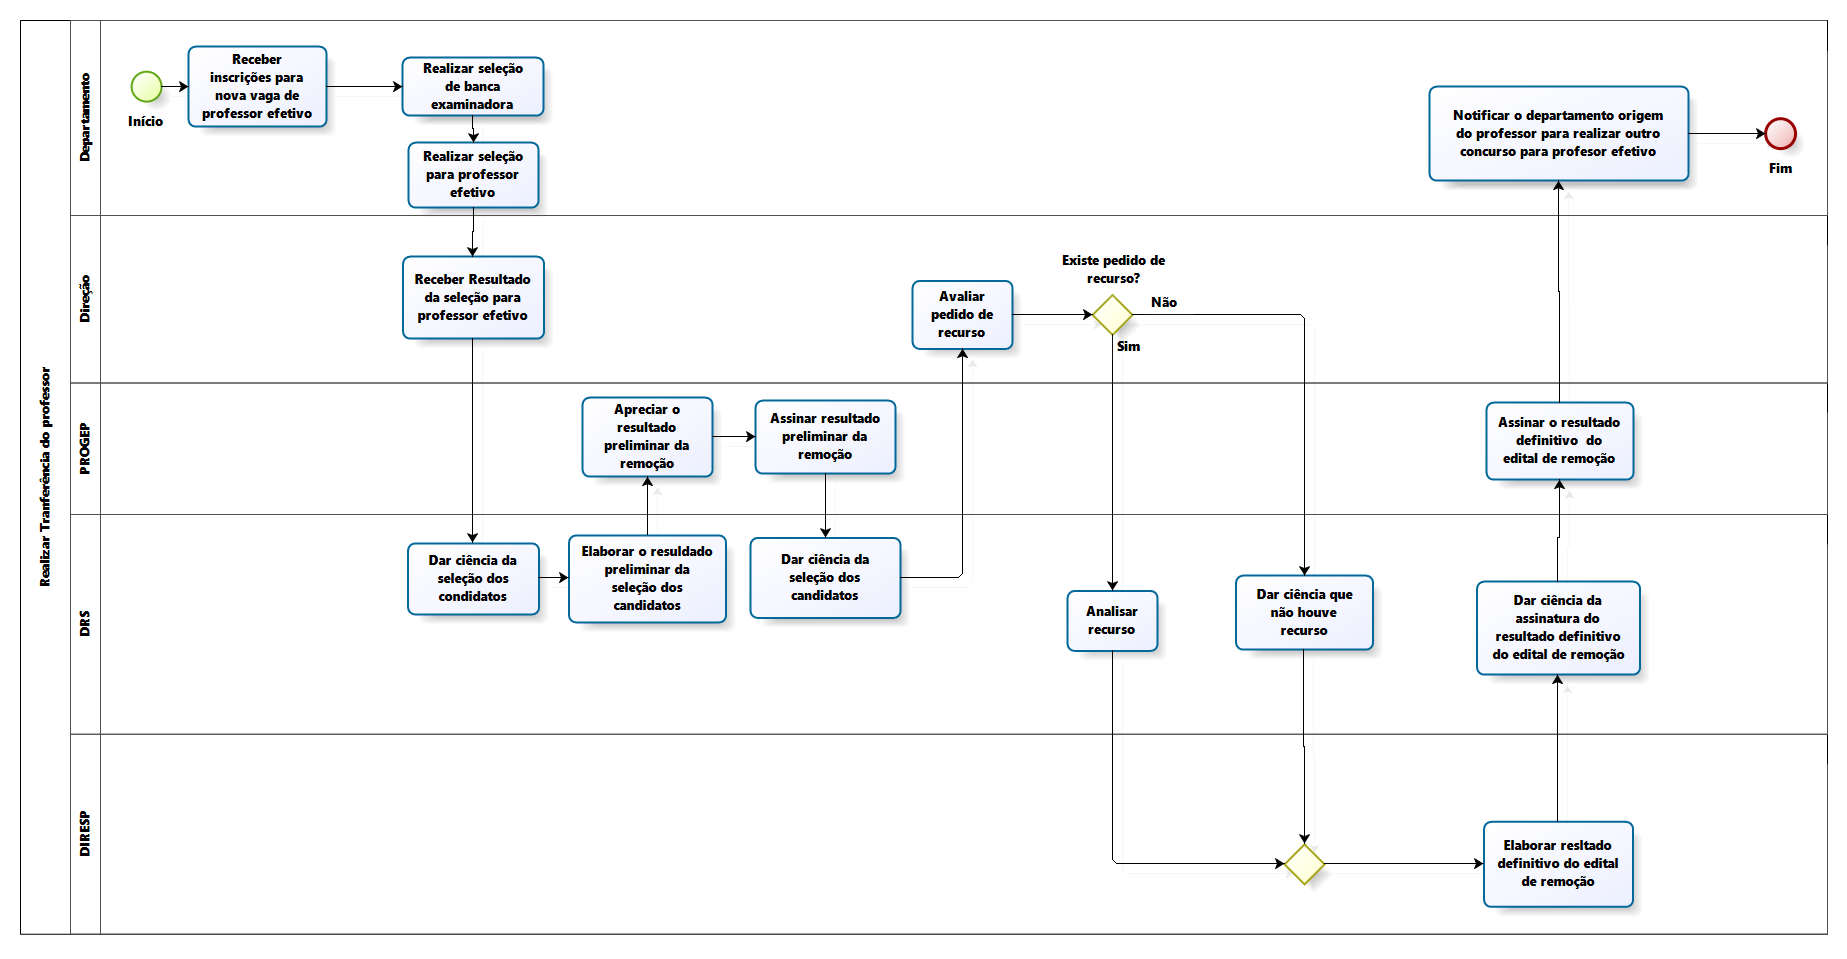 Realizar Tranferência do professor
Departamento
Início
Receber
inscrições para
nova vaga de
professor efetivo
Realizar seleção
de banca
examinadora
Realizar seleção
para professor
efetivo
Notificar o departamento origem
do professor para realizar outro
concurso para profesor efetivo
Fim
Direção
Receber Resultado
da seleção para
professor efetivo
Avaliar
pedido de
recurso
Existe pedido de
recurso?
Não
Sim
PROGEP
Apreciar o
resultado
preliminar da
remoção
Assinar resultado
preliminar da
remoção
Assinar o resultado
definitivo do
edital de remoção
DRS
Dar ciência da
seleção dos
condidatos
Elaborar o resuldado
preliminar da
seleção dos
candidatos
Dar ciência da
seleção dos
candidatos
Analisar
recurso
Dar ciência que
não houve
recurso
Dar ciência da
assinatura do
resultado definitivo
do edital de remoção
DIRESP
Elaborar resltado
definitivo do edital
de remoção